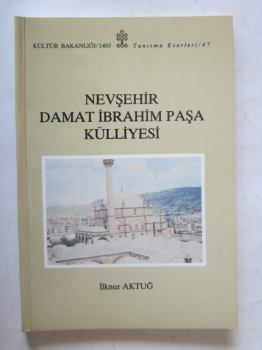 KÜLTÜR BAKANLIĞI/1405 Tanıtma Eserleri/47
NEVŞEHİR
DAMAT İBRAHİM PAŞA
KÜLLİYESİ
İlknur AKTUĞ